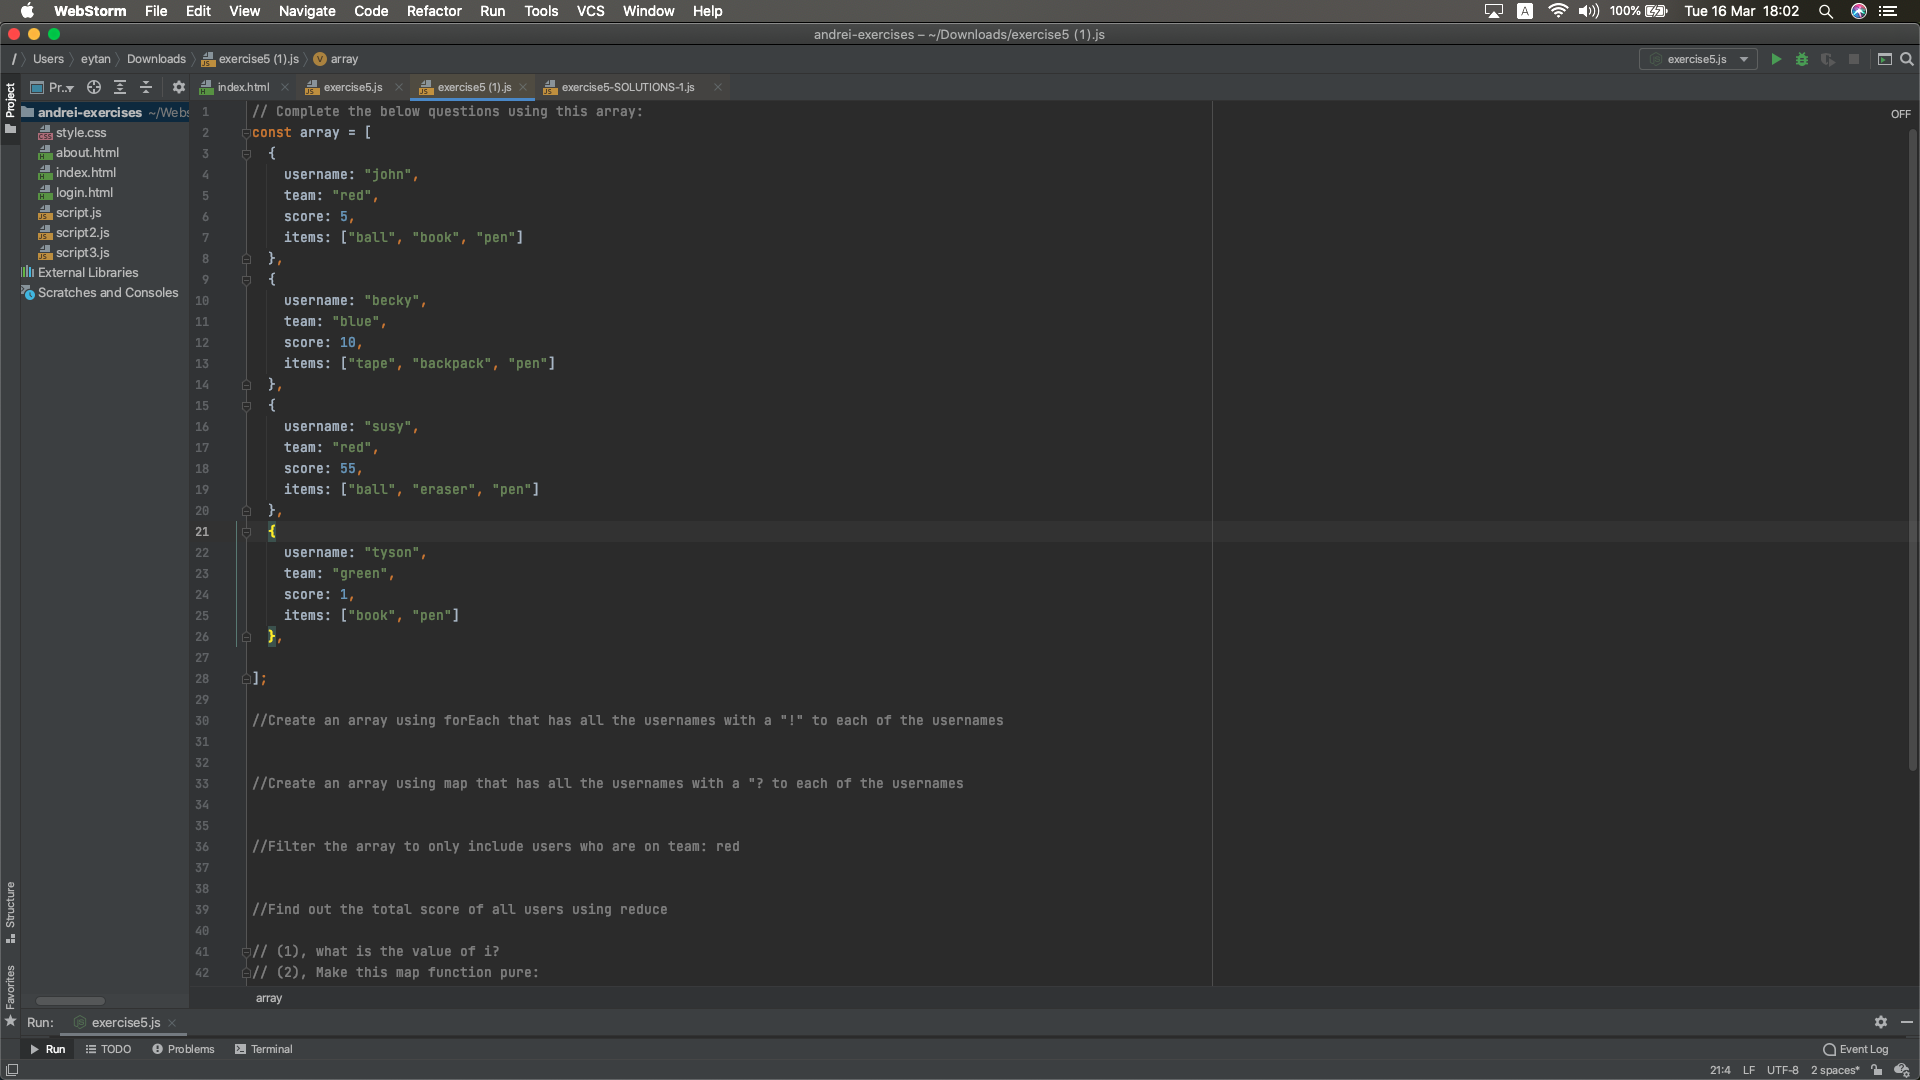 WebStorm File Edit View Navigate Code Refactor Run Tools VCS Window Help A 100% Tue 16 Mar 18:02
andrei-exercises – ~/Downloads/exercise5 (1).js
/ Users eytan Downloads exercise5 (1).js array exercise5.js
Project Pr... index.html exercise5.js exercise5 (1).js exercise5-SOLUTIONS-1.js
OFF
andrei-exercises ~/Webs
style.css
about.html
index.html
login.html
script.js
script2.js
script3.js
External Libraries
Scratches and Consoles
1 // Complete the below questions using this array:
2 const array = [
3 {
4 username: "john",
5 team: "red",
6 score: 5,
7 items: ["ball", "book", "pen"]
8 },
9 {
10 username: "becky",
11 team: "blue",
12 score: 10,
13 items: ["tape", "backpack", "pen"]
14 },
15 {
16 username: "susy",
17 team: "red",
18 score: 55,
19 items: ["ball", "eraser", "pen"]
20 },
21 {
22 username: "tyson",
23 team: "green",
24 score: 1,
25 items: ["book", "pen"]
26 },
27
28 ];
29
30 //Create an array using forEach that has all the usernames with a "!" to each of the usernames
31
32
33 //Create an array using map that has all the usernames with a "? to each of the usernames
34
35
36 //Filter the array to only include users who are on team: red
37
38
39 //Find out the total score of all users using reduce
40
41 // (1), what is the value of i?
42 // (2), Make this map function pure:
array
Structure
Favorites
Run: exercise5.js
Run TODO Problems Terminal Event Log
21:4 LF UTF-8 2 spaces*